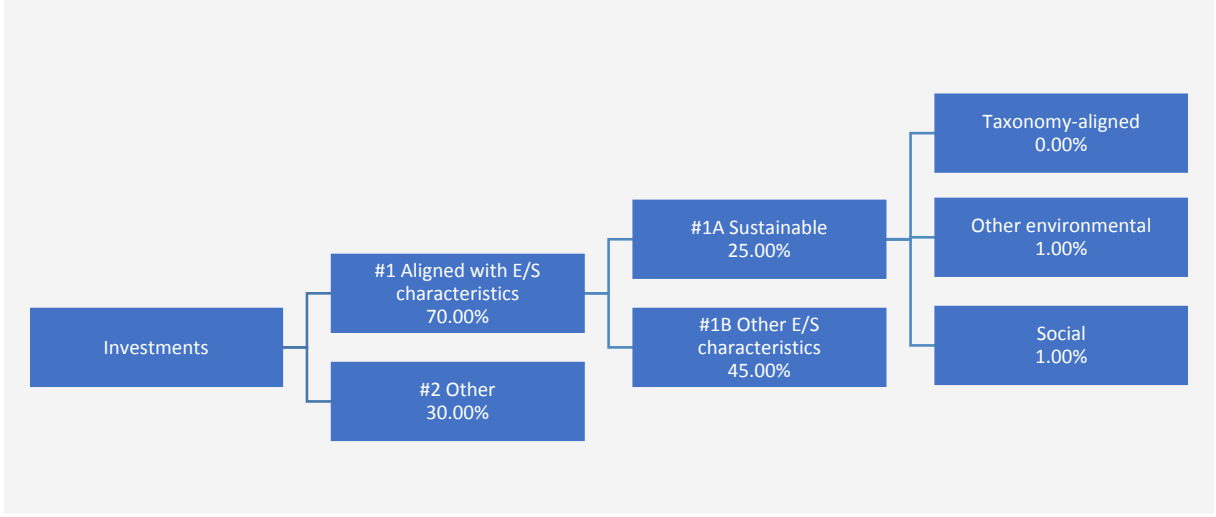 Investments
#1 Aligned with E/S
characteristics
70.00%
#2 Other
30.00%
#1A Sustainable
25.00%
#1B Other E/S
characteristics
45.00%
Taxonomy-aligned
0.00%
Other environmental
1.00%
Social
1.00%